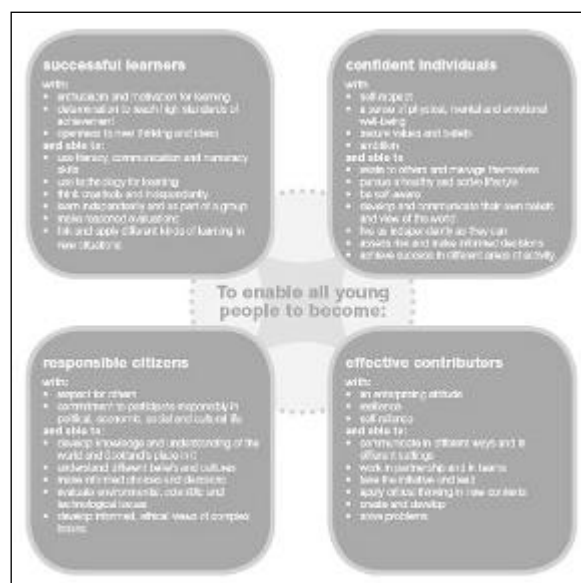 successful learners
with:
• enthusiasm and motivation for learning
• determination to reach high standards of
achievement
• openness to new thinking and ideas
and able to:
• use literacy, communication and numeracy
skills
• use technology for learning
• think creatively and independently
• learn independently and as part of a group
• make reasoned evaluations
• link and apply different kinds of learning in
new situations
confident individuals
with
• self-respect
• a sense of physical, mental and emotional
well-being
• secure values and beliefs
• ambition
and able to
• relate to others and manage themselves
• pursue a healthy and active lifestyle
• be self-aware
• develop and communicate their own beliefs
and view of the world
• live as independently as they can
• assess risk and make informed decisions
• achieve success in different areas of activity
To enable all young
people to become:
responsible citizens
with:
• respect for others
• commitment to participate responsibly in
political, economic, social and cultural life
and able to:
• develop knowledge and understanding of the
world and Scotland's place in it
• understand different beliefs and cultures
• make informed choices and decisions
• evaluate environmental, scientific and
technological issues
• develop informed, ethical views of complex
issues
effective contributors
with:
• an enterprising attitude
• resilience
• self-reliance
and able to:
• communicate in different ways and in
different settings
• work in partnership and in teams
• take the initiative and lead
• apply critical thinking in new contexts
• create and develop
• solve problems